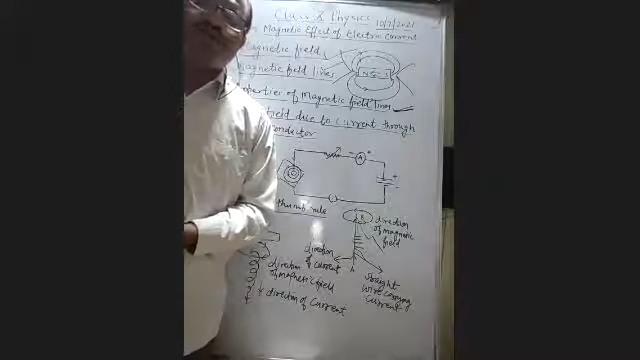 Class X Physics 10/7/2021
Magnetic Effect of Electric Current
Magnetic field
Magnetic field lines
N S
Properties of Magnetic field lines
field due to current through
conductor
A +
+
-
thumb rule
direction
of magnetic
field
B
direction
of current
A
straight
wire carrying
current
direction
of magnetic field
direction of current